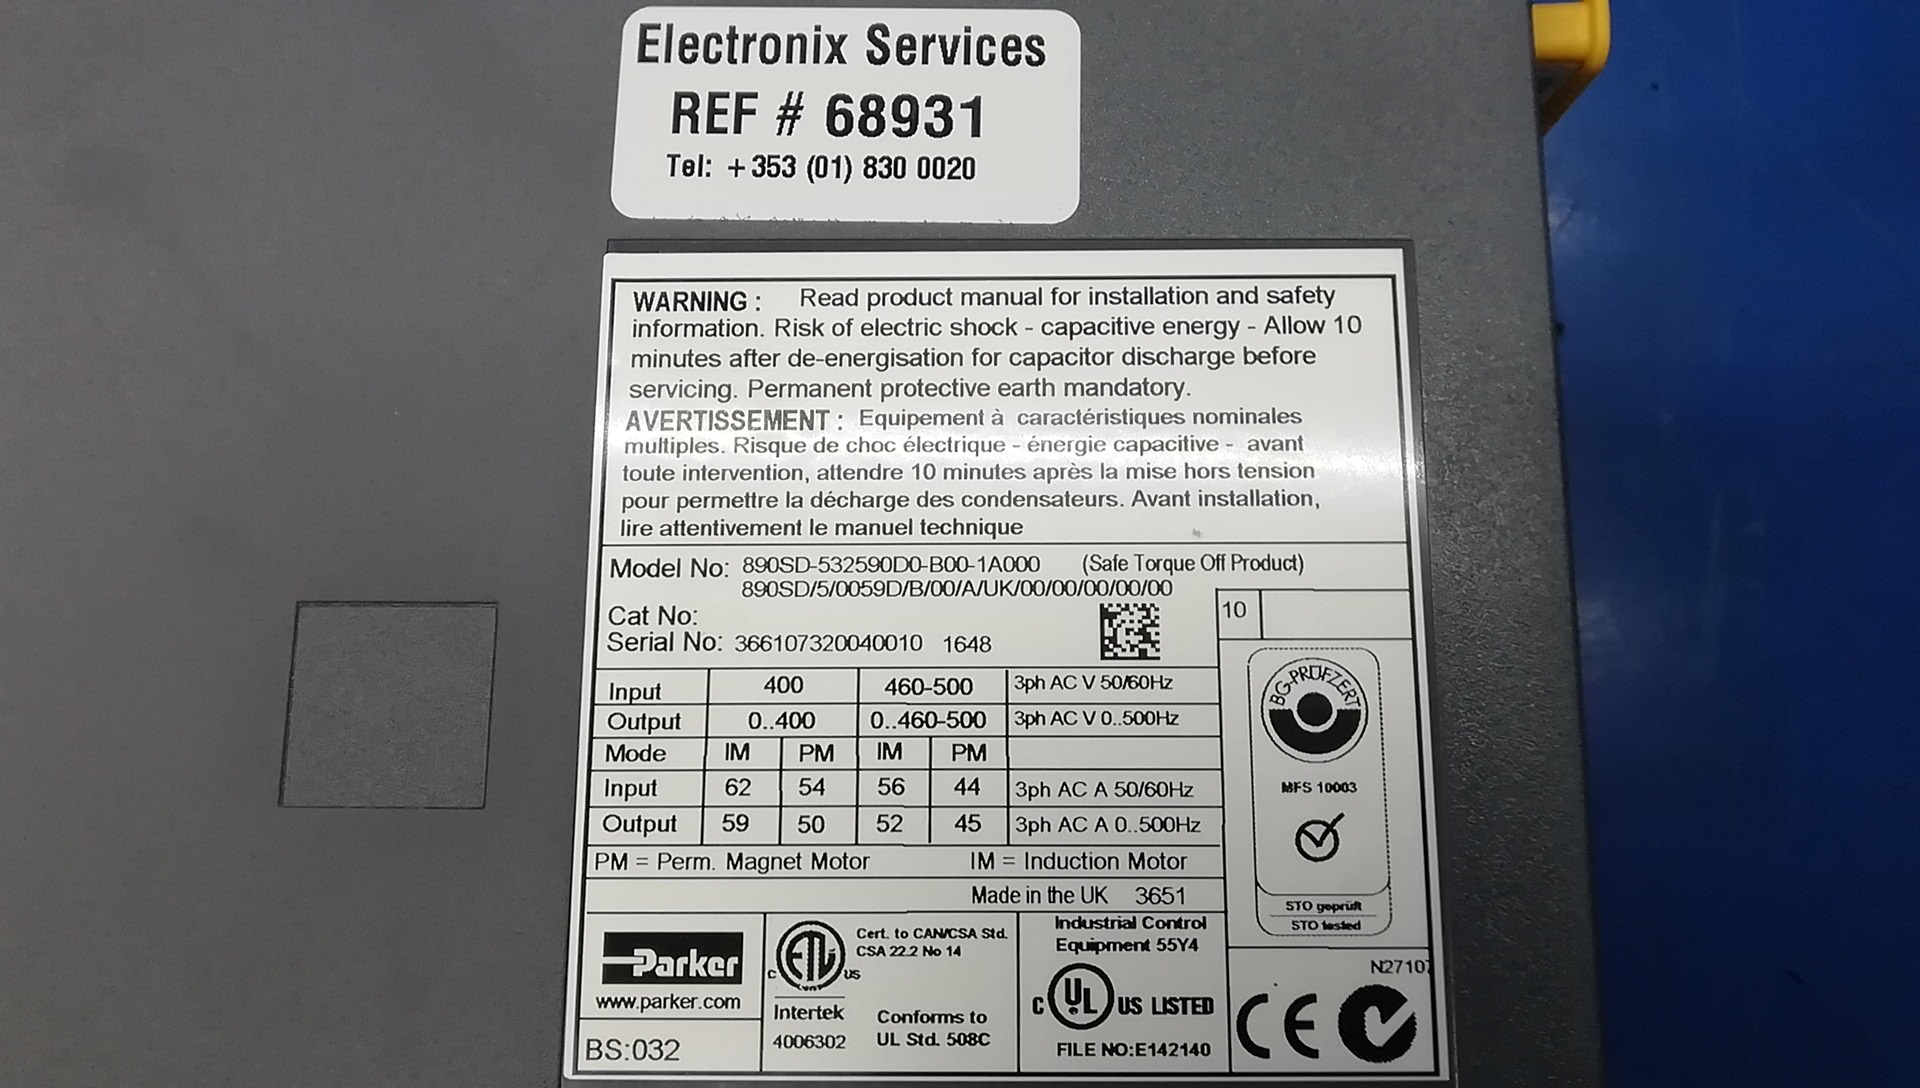 Electronix Services
REF # 68931
Tel: +353 (01) 830 0020
WARNING : Read product manual for installation and safety
information. Risk of electric shock - capacitive energy - Allow 10
minutes after de-energisation for capacitor discharge before
servicing. Permanent protective earth mandatory.
AVERTISSEMENT : Equipement à caractéristiques nominales
multiples. Risque de choc électrique - énergie capacitive - avant
toute intervention, attendre 10 minutes après la mise hors tension
pour permettre la décharge des condensateurs. Avant installation,
lire attentivement le manuel technique
Model No: 890SD-532590D0-B00-1A000 (Safe Torque Off Product)
890SD/5/0059D/B/00/A/UK/00/00/00/00/00
Cat No:
Serial No: 366107320040010 1648
10
Input 400 460-500 3ph AC V 50/60Hz
Output 0..400 0..460-500 3ph AC V 0..500Hz
Mode IM PM IM PM
Input 62 54 56 44 3ph AC A 50/60Hz
Output 59 50 52 45 3ph AC A 0..500Hz
PM = Perm. Magnet Motor IM = Induction Motor
Made in the UK 3651
BG-PRÜFZERT
MFS 10003
STO geprüft
STO tested
Parker
www.parker.com
BS:032
c ETL us
Intertek
4006302
Cert. to CAN/CSA Std.
CSA 22.2 No 14
Conforms to
UL Std. 508C
Industrial Control
Equipment 55Y4
c UL US LISTED
FILE NO:E142140
N27107
CE